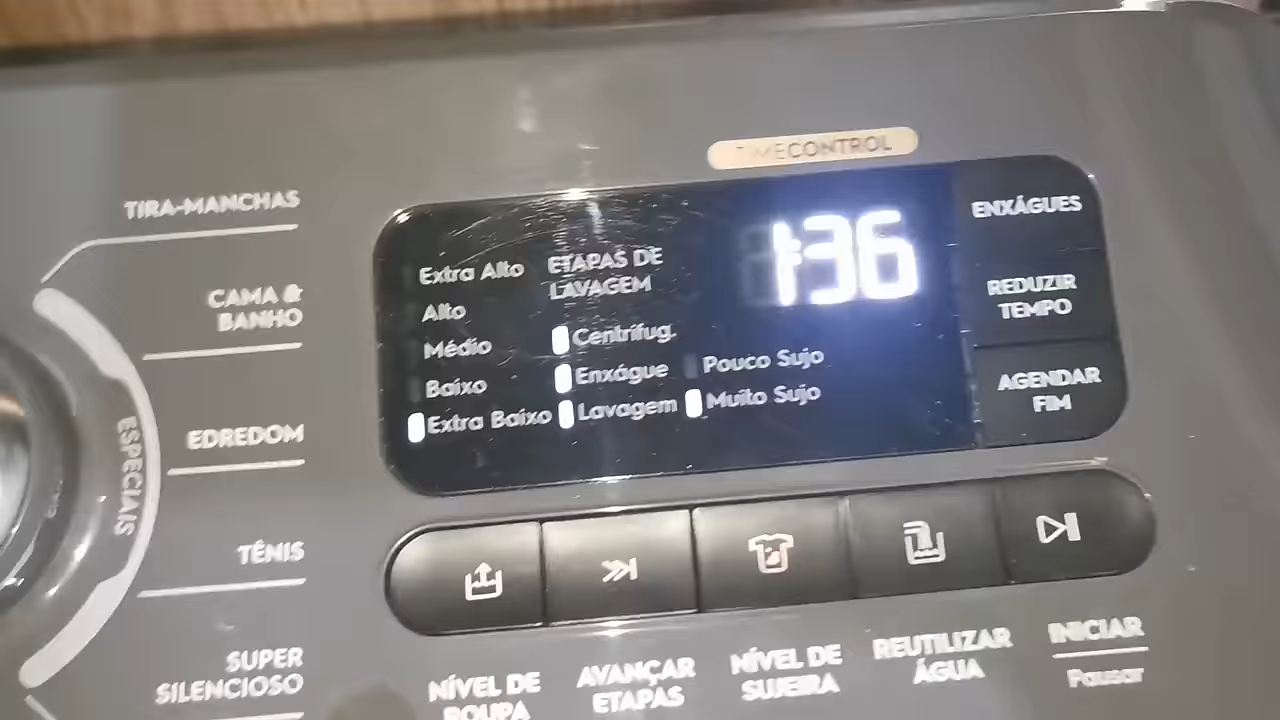 TIMECONTROL
TIRA-MANCHAS
CAMA &
BANHO
EDREDOM
TÊNIS
SUPER
SILENCIOSO
ESPECIAIS
Extra Alto
Alto
Médio
Baixo
Extra Baixo
ETAPAS DE
LAVAGEM
Centrífug.
Enxágue
Lavagem
Pouco Sujo
Muito Sujo
1:36
ENXÁGUES
REDUZIR
TEMPO
AGENDAR
FIM
NÍVEL DE
ROUPA
AVANÇAR
ETAPAS
NÍVEL DE
SUJEIRA
REUTILIZAR
ÁGUA
INICIAR
Pausar